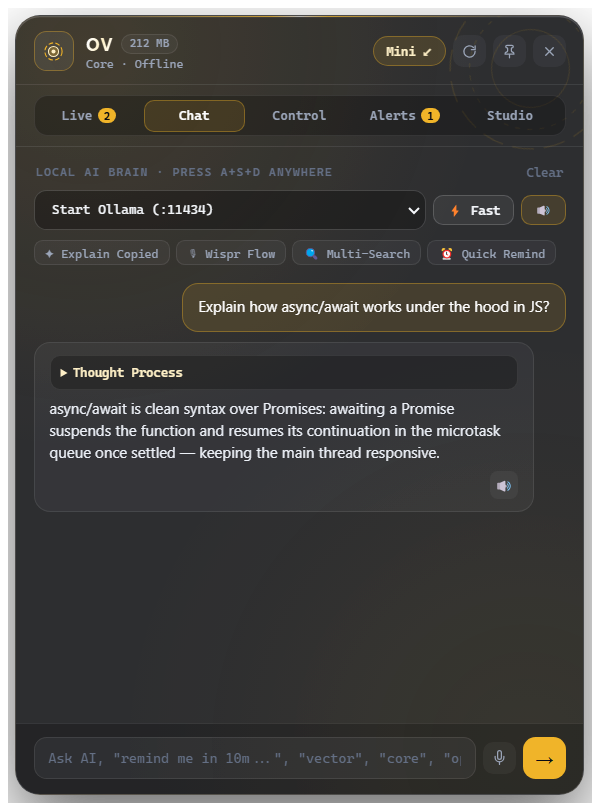 OV 212 MB
Core · Offline
Mini ↙
Live 2
Chat
Control
Alerts 1
Studio
LOCAL AI BRAIN · PRESS A+S+D ANYWHERE
Clear
Start Ollama (:11434)
Fast
Explain Copied
Wispr Flow
Multi-Search
Quick Remind
Explain how async/await works under the hood in JS?
▶ Thought Process
async/await is clean syntax over Promises: awaiting a Promise
suspends the function and resumes its continuation in the microtask
queue once settled — keeping the main thread responsive.
Ask AI, "remind me in 10m...", "vector", "core", "o